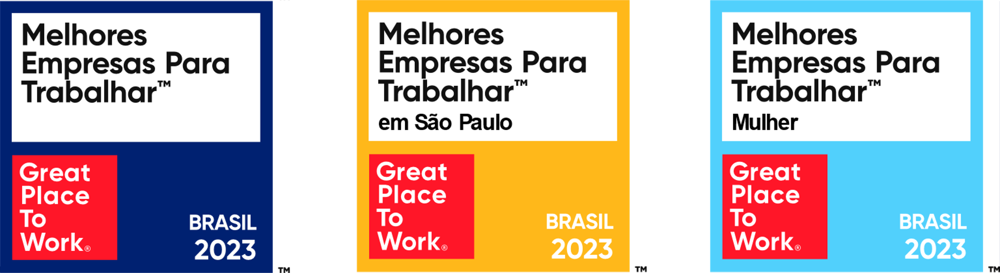 Melhores
Empresas Para
Trabalhar™
Great
Place
To
Work®
BRASIL
2023
™
Melhores
Empresas Para
Trabalhar™
em São Paulo
Great
Place
To
Work®
BRASIL
2023
™
Melhores
Empresas Para
Trabalhar™
Mulher
Great
Place
To
Work®
BRASIL
2023
™